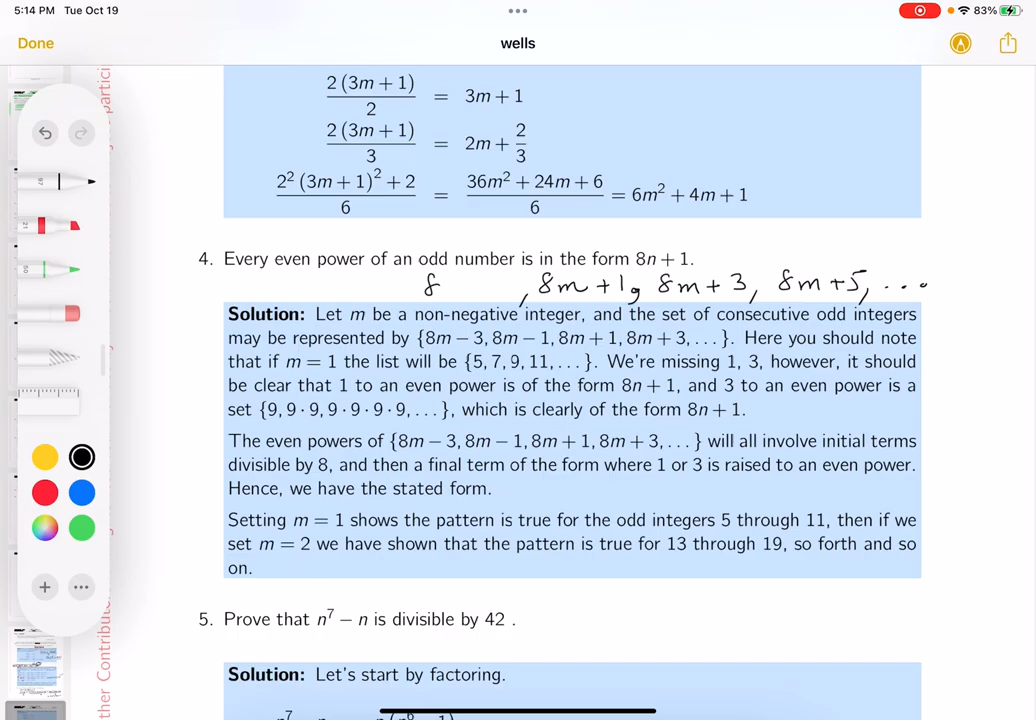 5:14 PM Tue Oct 19
83%
Done
wells
2 (3m + 1) / 2 = 3m + 1
2 (3m + 1) / 3 = 2m + 2/3
2² (3m + 1)² + 2 / 6 = 36m² + 24m + 6 / 6 = 6m² + 4m + 1
4. Every even power of an odd number is in the form 8n + 1.
8 , 8m + 1, 8m + 3, 8m + 5, ...
Solution: Let m be a non-negative integer, and the set of consecutive odd integers
may be represented by {8m − 3, 8m − 1, 8m + 1, 8m + 3, . . .}. Here you should note
that if m = 1 the list will be {5, 7, 9, 11, . . .}. We're missing 1, 3, however, it should
be clear that 1 to an even power is of the form 8n + 1, and 3 to an even power is a
set {9, 9 · 9, 9 · 9 · 9, . . .}, which is clearly of the form 8n + 1.
The even powers of {8m − 3, 8m − 1, 8m + 1, 8m + 3, . . .} will all involve initial terms
divisible by 8, and then a final term of the form where 1 or 3 is raised to an even power.
Hence, we have the stated form.
Setting m = 1 shows the pattern is true for the odd integers 5 through 11, then if we
set m = 2 we have shown that the pattern is true for 13 through 19, so forth and so
on.
5. Prove that n⁷ − n is divisible by 42 .
Solution: Let's start by factoring.
ther Contribut
partici
97
21
50